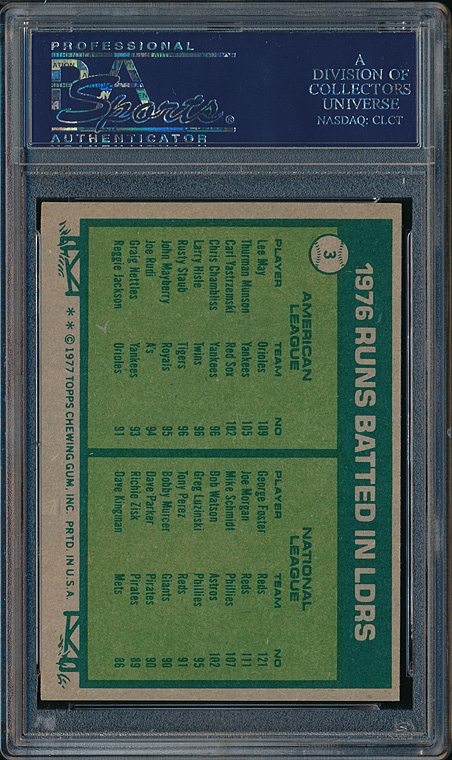 PROFESSIONAL
PSA
Sports®
AUTHENTICATOR
A
DIVISION OF
COLLECTORS
UNIVERSE
NASDAQ: CLCT
3
1976 RUNS BATTED IN LDRS
AMERICAN
LEAGUE
PLAYER TEAM NO
Lee May Orioles 109
Thurman Munson Yankees 105
Carl Yastrzemski Red Sox 102
Chris Chambliss Yankees 96
Larry Hisle Twins 96
Rusty Staub Tigers 96
John Mayberry Royals 95
Joe Rudi A's 94
Graig Nettles Yankees 93
Reggie Jackson Orioles 91
NATIONAL
LEAGUE
PLAYER TEAM NO
George Foster Reds 121
Joe Morgan Reds 111
Mike Schmidt Phillies 107
Bob Watson Astros 102
Greg Luzinski Phillies 95
Tony Perez Reds 91
Bobby Murcer Giants 90
Dave Parker Pirates 90
Richie Zisk Pirates 89
Dave Kingman Mets 86
* * © 1977 TOPPS CHEWING GUM, INC. PRTD. IN U.S.A